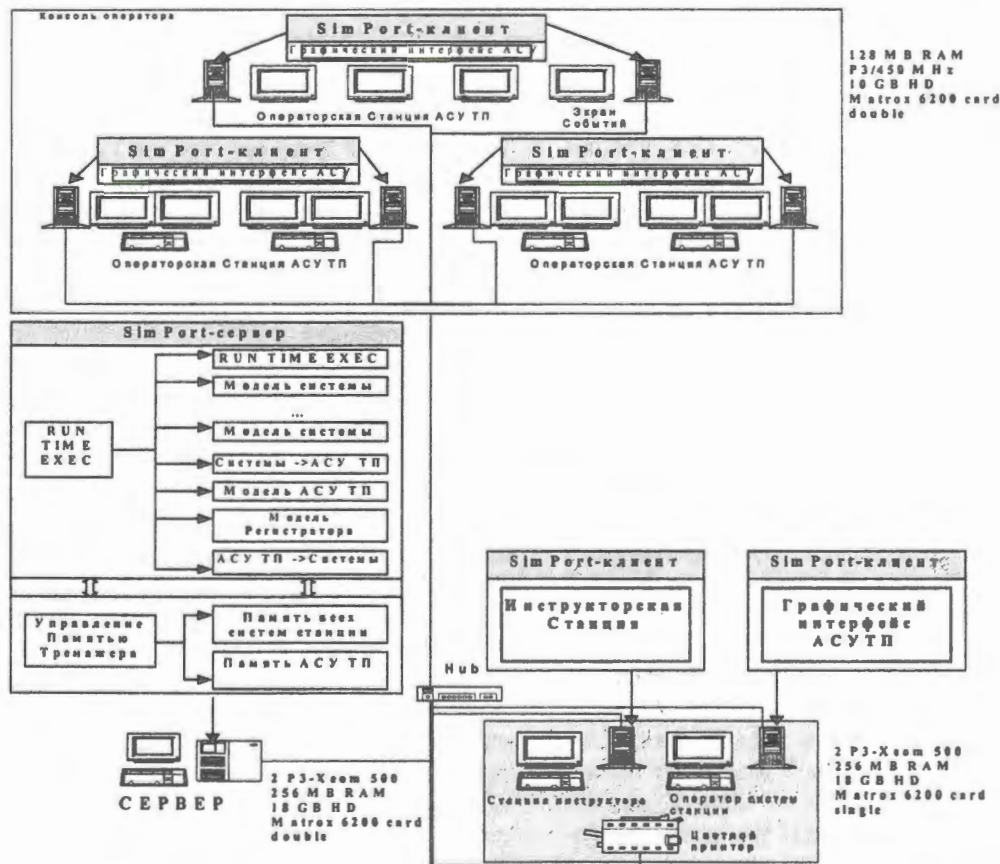 Консоль оператора
SimPort-клиент
Графический интерфейс АСУ
128 MB RAM
P3/450 MHz
10 GB HD
Matrox 6200 card
double
Операторская Станция АСУ ТП
Экран
Событий
SimPort-клиент
Графический интерфейс АСУ
SimPort-клиент
Графический интерфейс АСУ
Операторская Станция АСУ ТП
Операторская Станция АСУ ТП
SimPort-сервер
RUN TIME EXEC
Модель системы
...
Модель системы
RUN
TIME
EXEC
Системы ->АСУ ТП
Модель АСУ ТП
Модель
Регистратора
АСУ ТП ->Системы
SimPort-клиент
Инструкторская
Станция
SimPort-клиент
Графический
интерфейс
АСУТП
Управление
Памятью
Тренажера
Память всех
систем станции
Память АСУ ТП
Hub
СЕРВЕР
2 P3-Xeom 500
256 MB RAM
18 GB HD
Matrox 6200 card
double
Станция инструктора
Оператор систем
станции
Цветной
принтер
2 P3-Xeom 500
256 MB RAM
18 GB HD
Matrox 6200 card
single